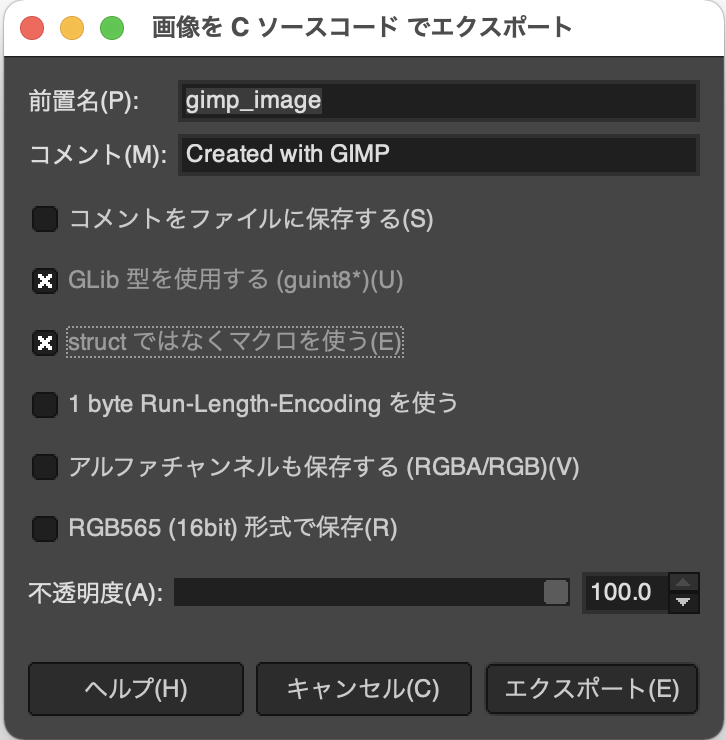 画像を C ソースコード でエクスポート
前置名(P): gimp_image
コメント(M): Created with GIMP
コメントをファイルに保存する(S)
GLib 型を使用する (guint8*)(U)
struct ではなくマクロを使う(E)
1 byte Run-Length-Encoding を使う
アルファチャンネルも保存する (RGBA/RGB)(V)
RGB565 (16bit) 形式で保存(R)
不透明度(A): 100.0
ヘルプ(H) キャンセル(C) エクスポート(E)